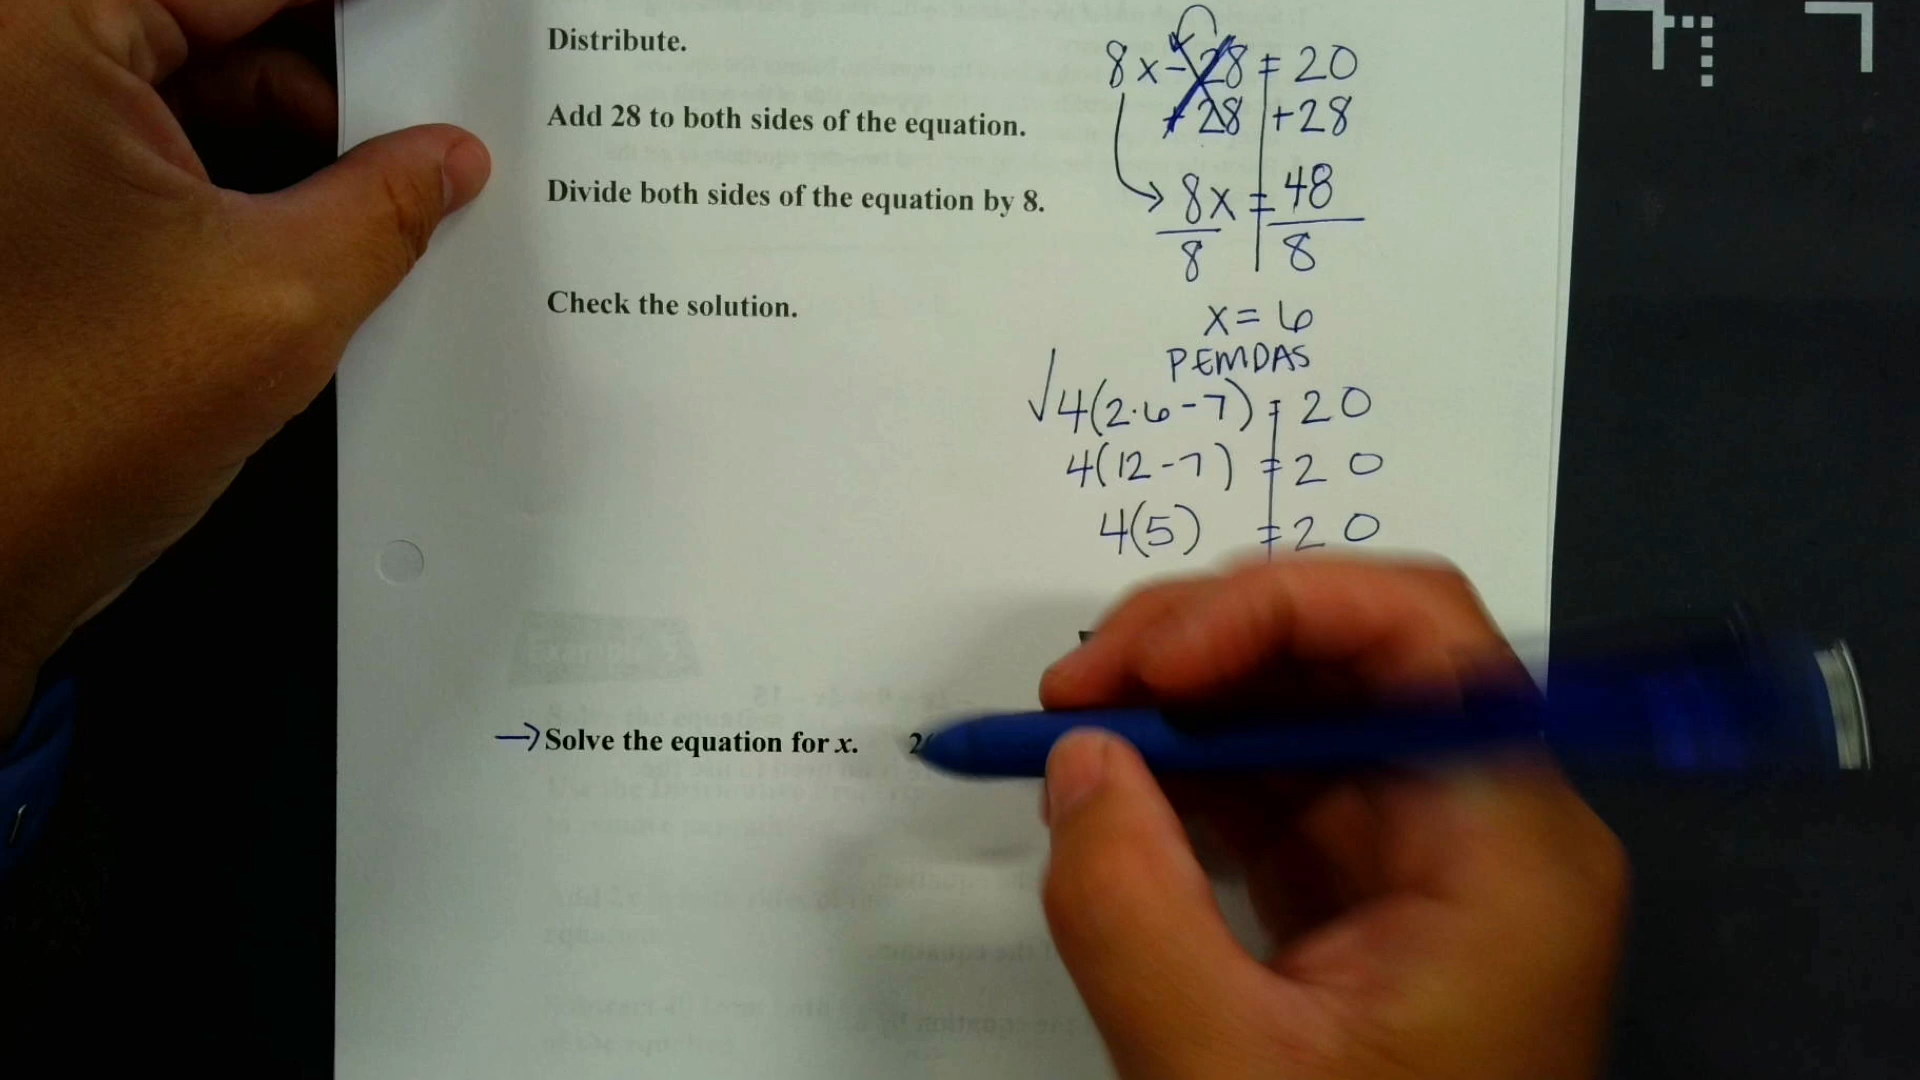 Distribute.
8x - 28 = 20
Add 28 to both sides of the equation.
+ 28 +28
Divide both sides of the equation by 8.
8x = 48
8 8
Check the solution.
x = 6
PEMDAS
√4(2·6-7) = 20
4(12-7) = 20
4(5) = 20
→Solve the equation for x.